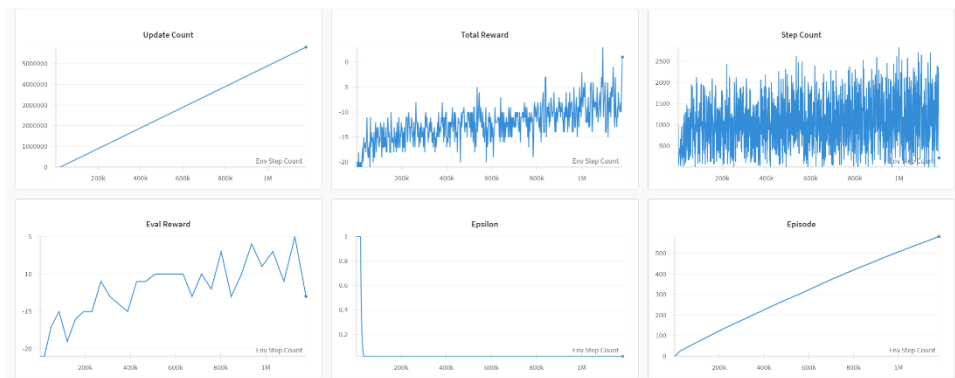 Update Count
5000000
4000000
3000000
2000000
1000000
0
Env Step Count
200k 400k 600k 800k 1M
Total Reward
0
-5
-10
-15
-20
Env Step Count
200k 400k 600k 800k 1M
Step Count
2500
2000
1500
1000
500
Env Step Count
200k 400k 600k 800k 1M
Eval Reward
5
10
-15
-20
Env Step Count
200k 400k 600k 800k 1M
Epsilon
1
0.8
0.6
0.4
0.2
Env Step Count
200k 400k 600k 800k 1M
Episode
500
400
300
200
100
0
Env Step Count
200k 400k 600k 800k 1M